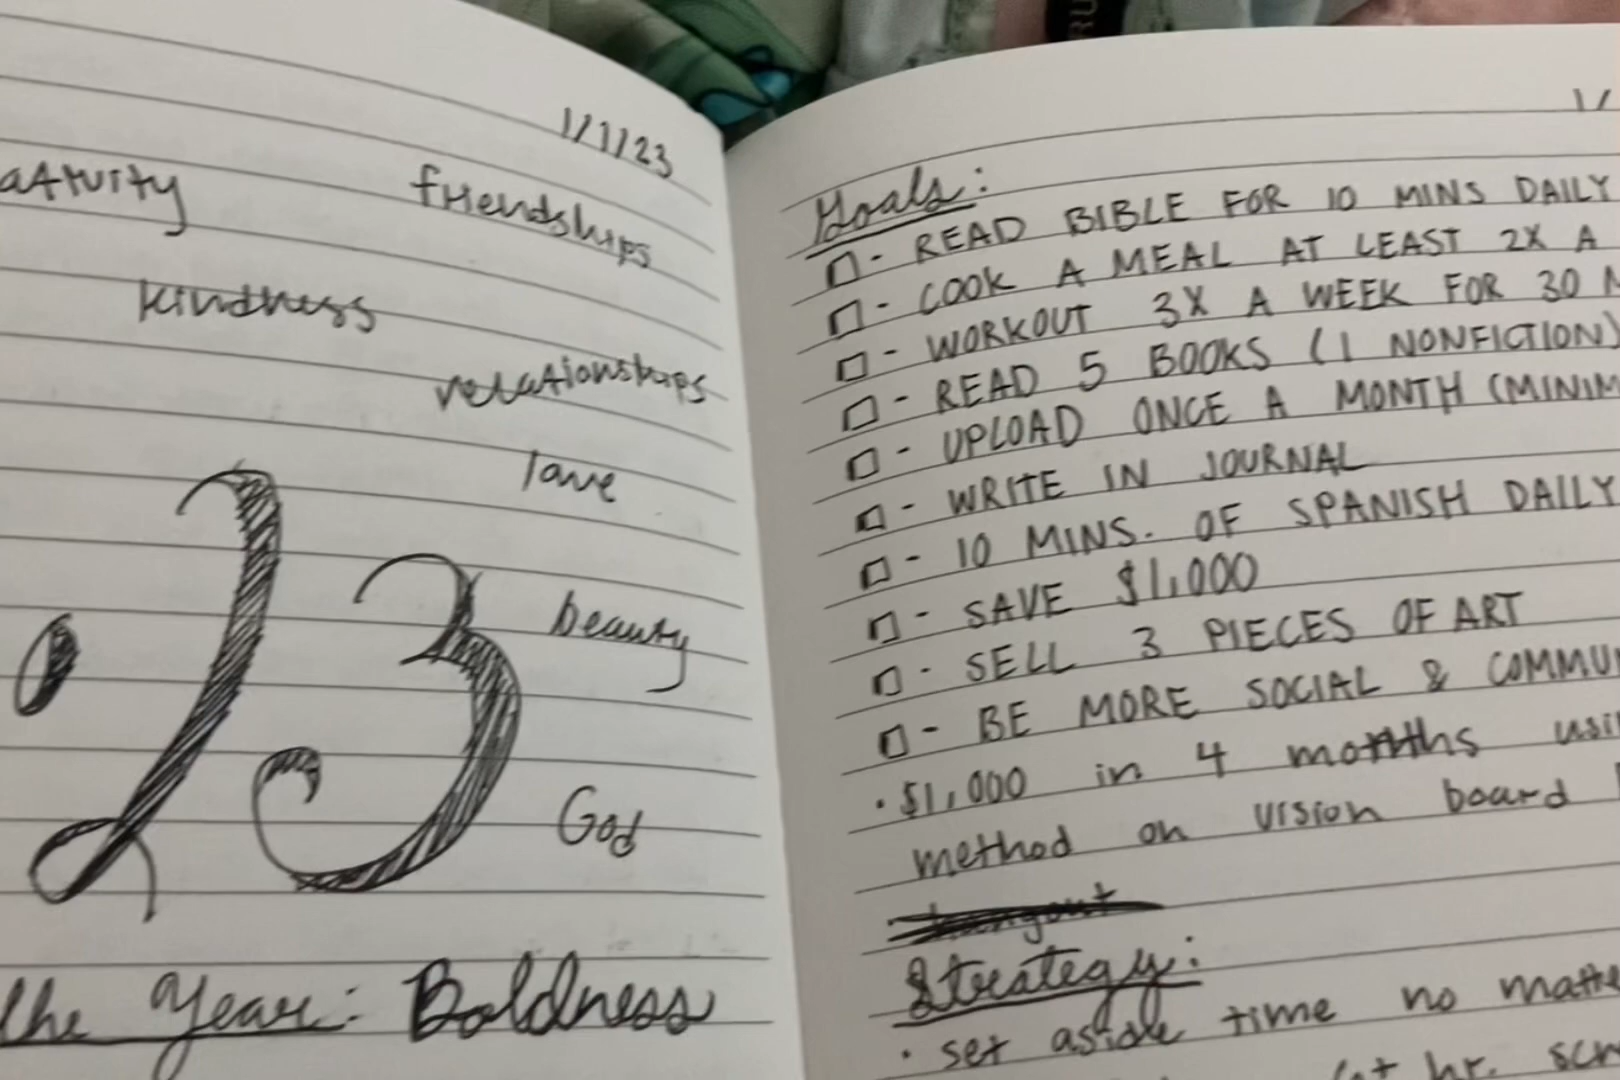 1/1/23
friendships
kindness
relationships
love
beauty
23
God
the Year: Boldness
Goals:
- READ BIBLE FOR 10 MINS DAILY
- COOK A MEAL AT LEAST 2X A
- WORKOUT 3X A WEEK FOR 30
- READ 5 BOOKS (1 NONFICTION)
- UPLOAD ONCE A MONTH
- WRITE IN JOURNAL
- 10 MINS. OF SPANISH DAILY
- SAVE $1,000
- SELL 3 PIECES OF ART
- BE MORE SOCIAL &
· $1,000 in 4 months
method on vision board
Strategy:
· set aside time no
hr.